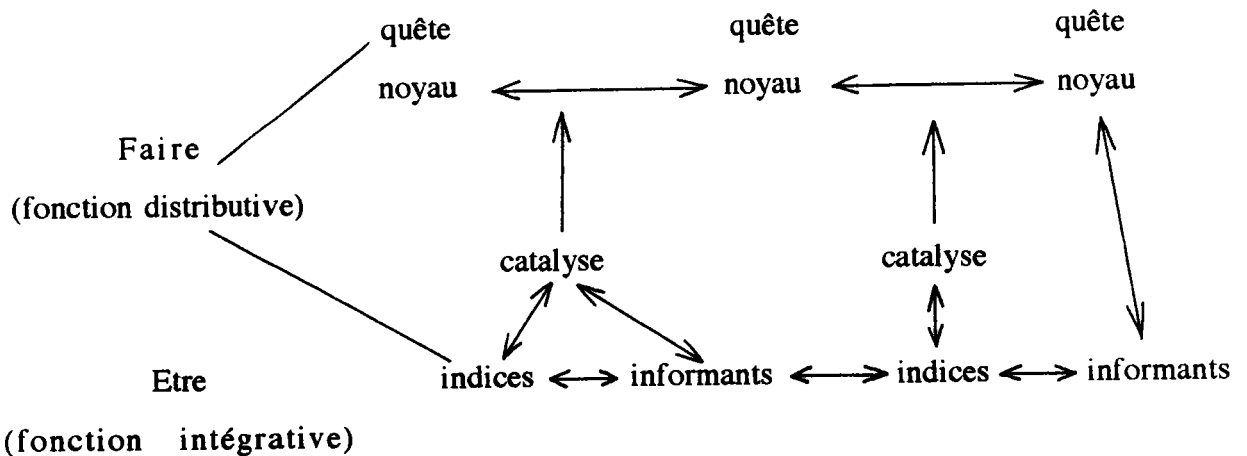 quête quête quête
noyau noyau noyau
Faire
(fonction distributive)
catalyse catalyse
Etre
indices informants indices informants
(fonction intégrative)